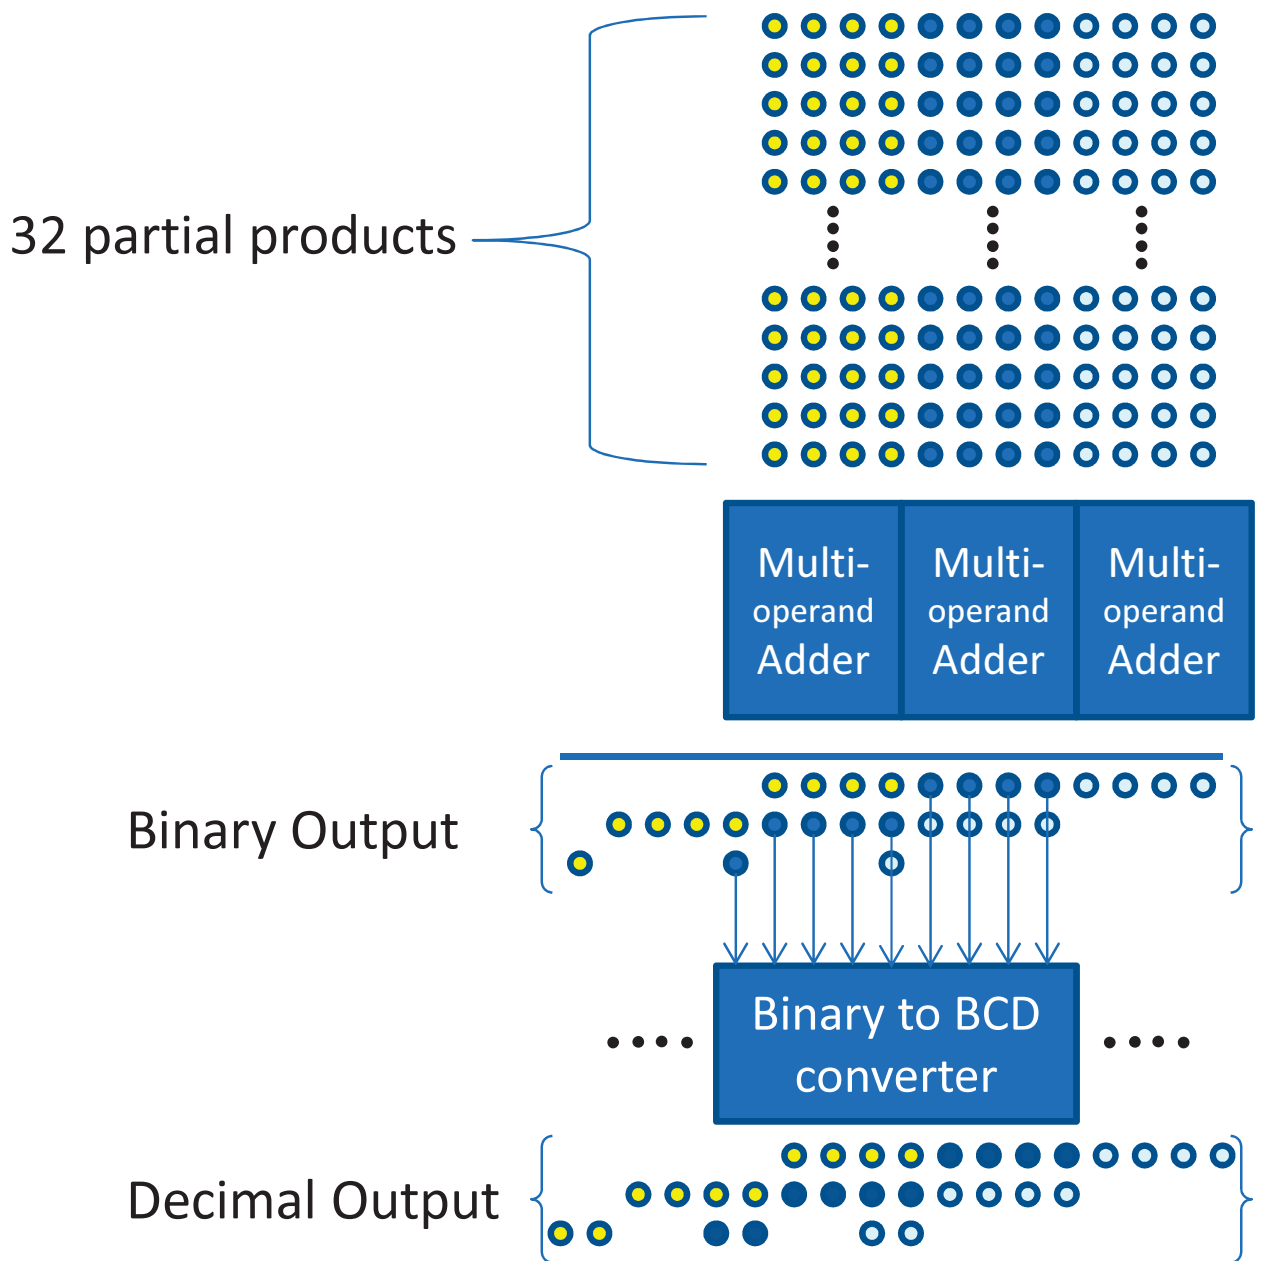 32 partial products
Multi-
operand
Adder
Multi-
operand
Adder
Multi-
operand
Adder
Binary Output
Binary to BCD
converter
Decimal Output